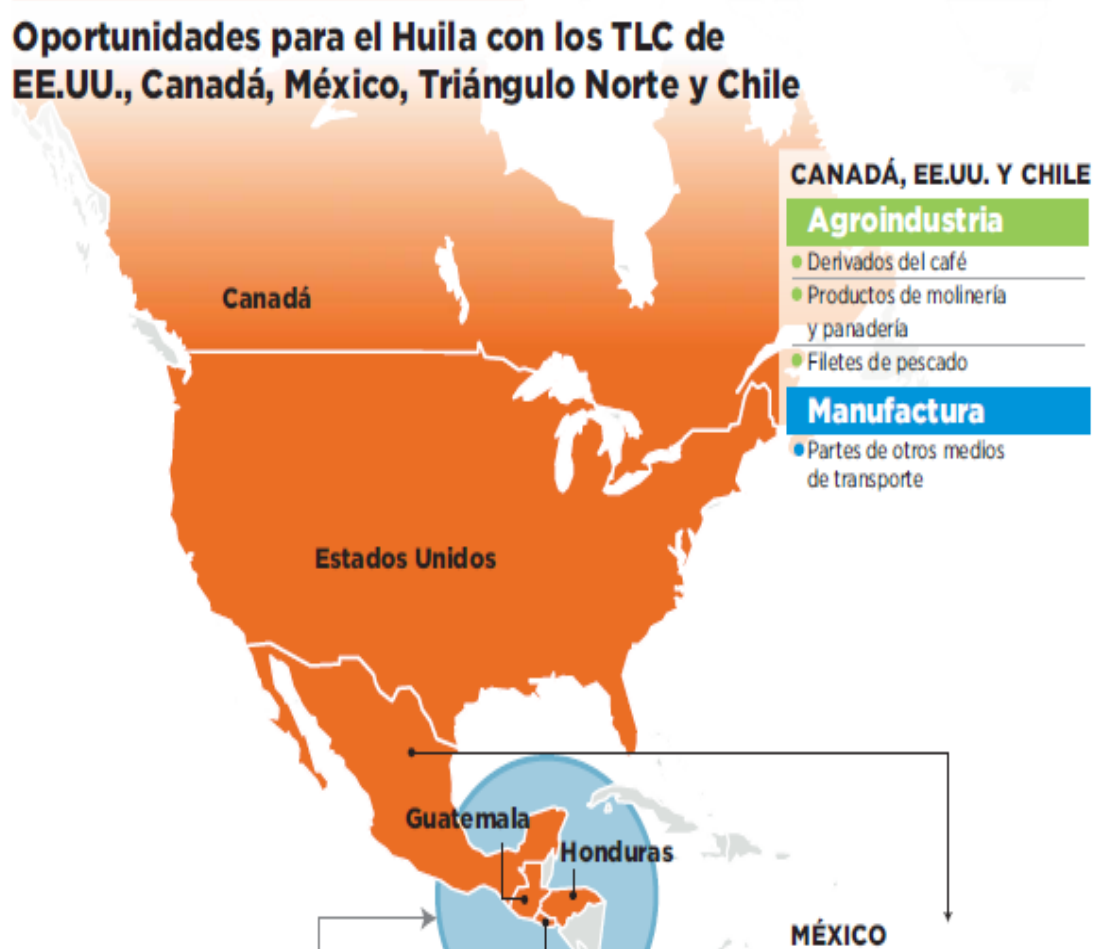 Oportunidades para el Huila con los TLC de
EE.UU., Canadá, México, Triángulo Norte y Chile
CANADÁ, EE.UU. Y CHILE
Agroindustria
Derivados del café
Productos de molinería
y panadería
Filetes de pescado
Manufactura
Partes de otros medios
de transporte
Canadá
Estados Unidos
Guatemala
Honduras
MÉXICO